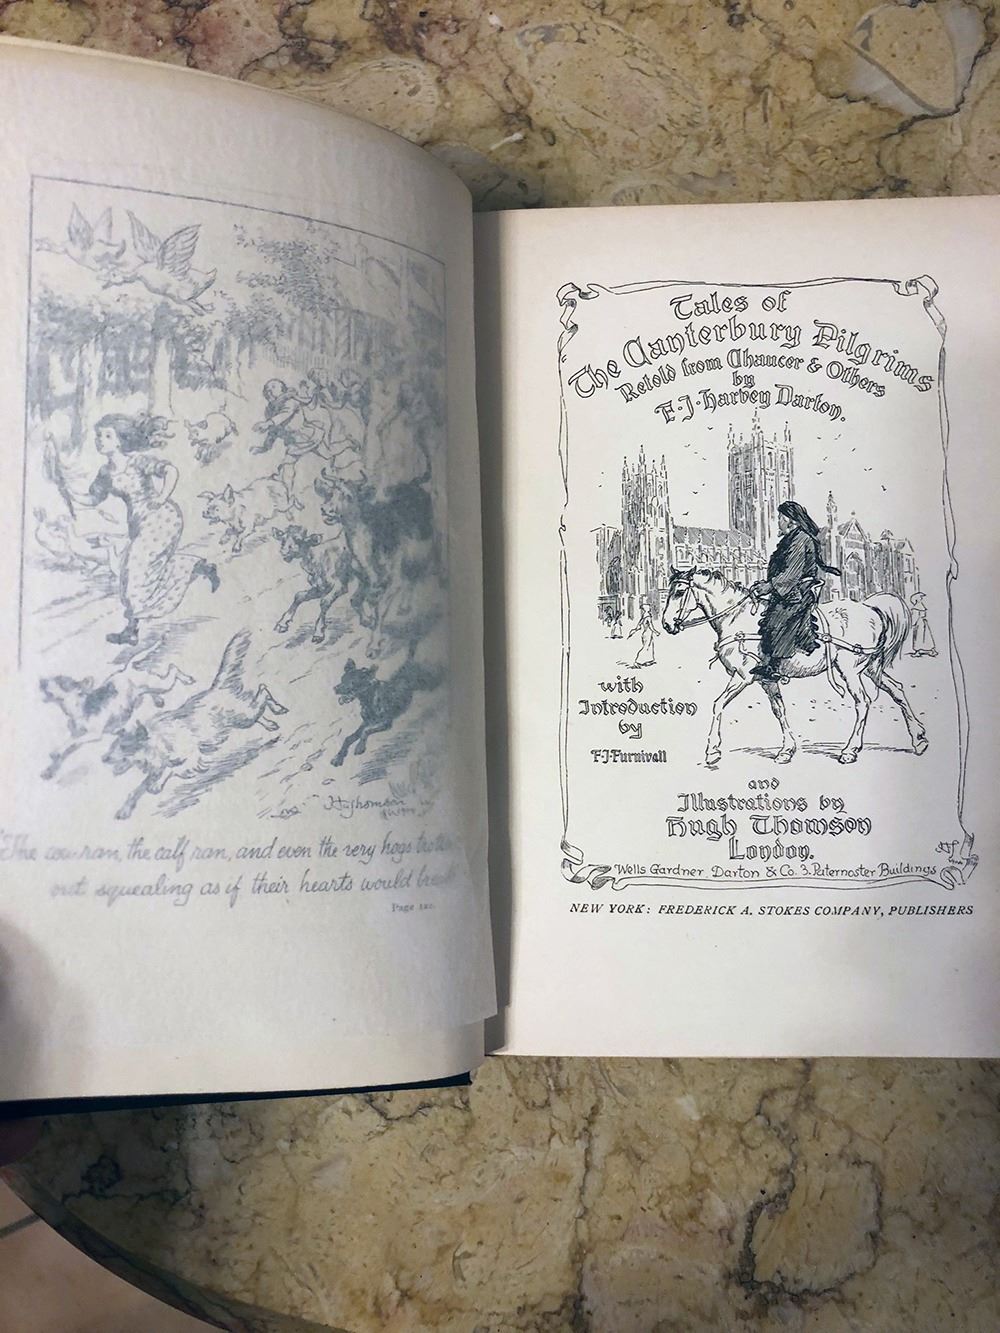 The cow ran, the calf ran, and even the very hogs trotted
out squealing as if their hearts would break
Hugh Thomson
Tales of
The Canterbury Pilgrims
Retold from Chaucer & Others
by
F. J. Harvey Darton.
with
Introduction
by
F. J. Furnivall
and
Illustrations by
Hugh Thomson
London.
Wells Gardner, Darton & Co. 3. Paternoster Buildings
NEW YORK: FREDERICK A. STOKES COMPANY, PUBLISHERS